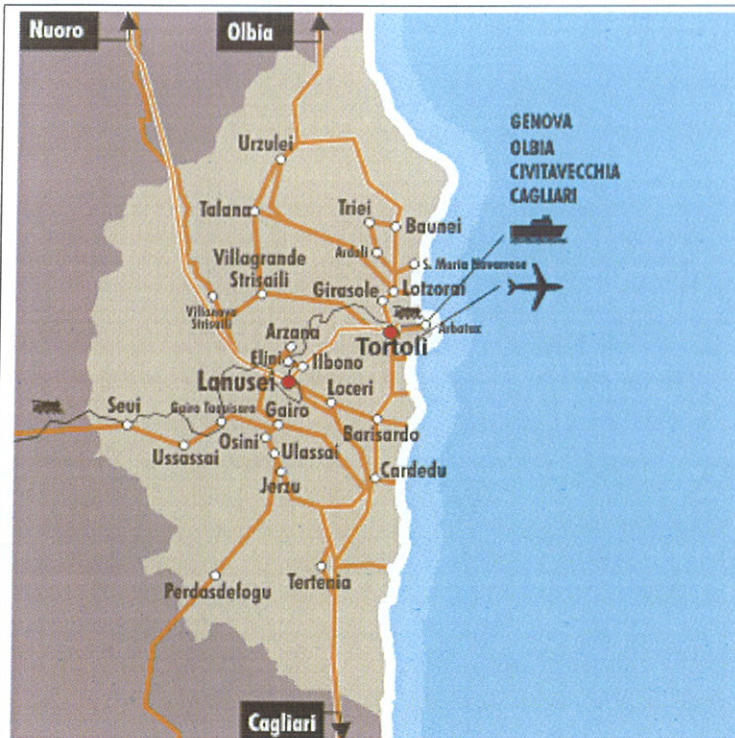 Nuoro
Olbia
GENOVA
OLBIA
CIVITAVECCHIA
CAGLIARI
Urzulei
Talana
Triei
Baunei
Ardali
S. Maria Navarrese
Villagrande
Strisaili
Girasole
Lotzorai
Villanova
Strisaili
Arbatax
Arzana
Tortoli
Elini
Ilbono
Lanusei
Loceri
Seui
Gairo Taquisara
Gairo
Barisardo
Osini
Ussassai
Ulassai
Cardedu
Jerzu
Tertenia
Perdasdefogu
Cagliari